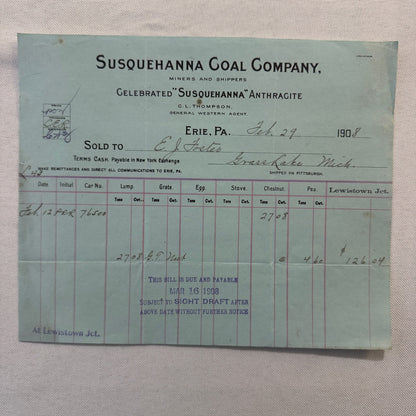 SUSQUEHANNA COAL COMPANY,
MINERS AND SHIPPERS
CELEBRATED "SUSQUEHANNA" ANTHRACITE
C.L. THOMPSON,
GENERAL WESTERN AGENT.
ERIE, PA. Feb. 29 1908
SOLD TO E.J. Foster
TERMS CASH. Payable in New York Exchange Grass Lake Mich.
MAKE REMITTANCES AND DIRECT ALL COMMUNICATIONS TO ERIE, PA. SHIPPED VIA PITTSBURGH.
Date Initial Car No. Lump. Grate Egg Stove Chestnut. Pea. Lewistown Jct.
Tons Cwt. Tons Cwt. Tons Cwt. Tons Cwt. Tons Cwt. Tons Cwt.
Feb. 12 PRR 76500 27 08
27 08 G.T. Nut @ 4.60 $126.04
THIS BILL IS DUE AND PAYABLE
MAR 16 1908
SUBJECT TO SIGHT DRAFT AFTER
ABOVE DATE WITHOUT FURTHER NOTICE
At Lewistown Jct.